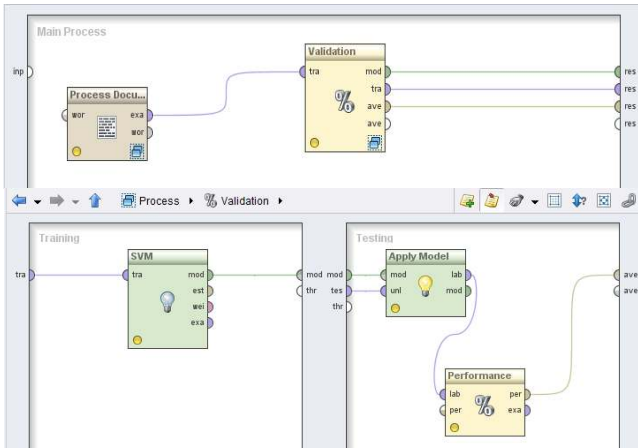 Main Process
Validation
inp
tra
mod
res
tra
res
Process Docu...
ave
res
wor
exa
ave
res
wor
Process
Validation
Training
Testing
SVM
Apply Model
tra
tra
mod
mod
mod
mod
lab
ave
est
thr
tes
unl
mod
ave
wei
thr
exa
Performance
lab
per
per
exa